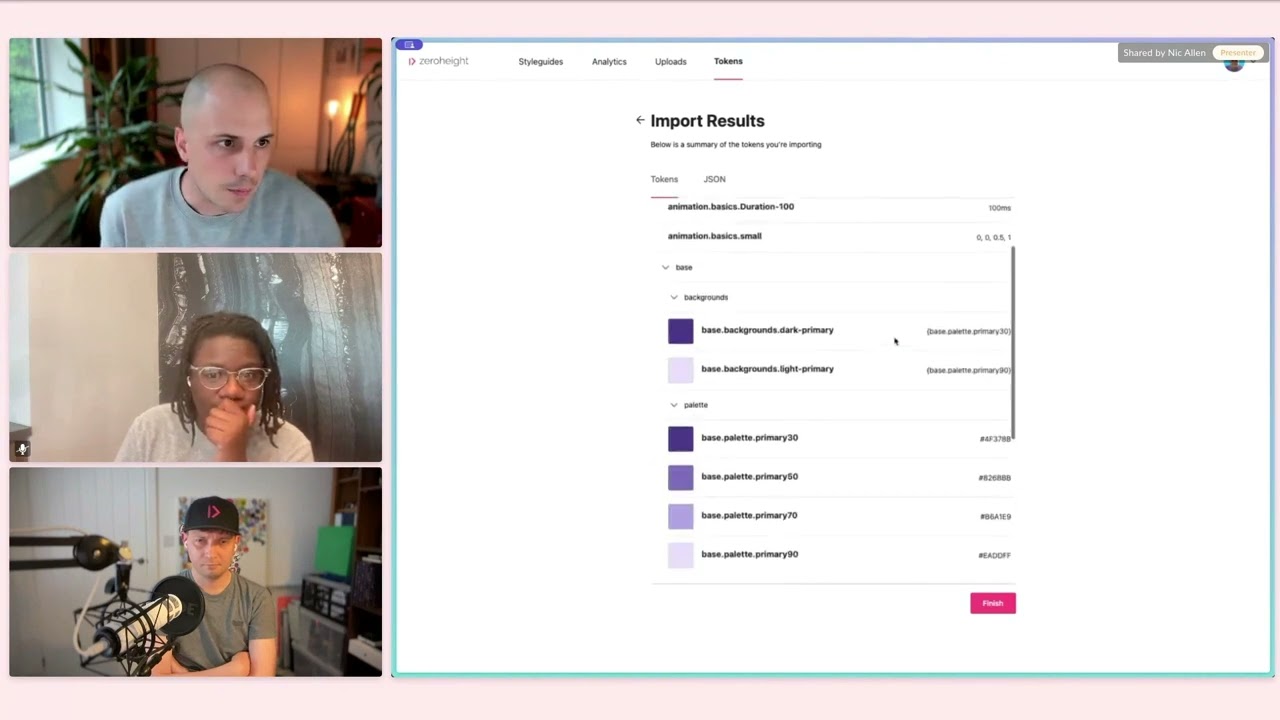 Shared by Nic Allen
Presenter
zeroheight
Styleguides
Analytics
Uploads
Tokens
Import Results
Below is a summary of the tokens you're importing
Tokens
JSON
animation.basics.Duration-100
100ms
animation.basics.small
0, 0, 0.5, 1
base
backgrounds
base.backgrounds.dark-primary
{base.palette.primary30}
base.backgrounds.light-primary
{base.palette.primary90}
palette
base.palette.primary30
#4F378B
base.palette.primary50
#826BBB
base.palette.primary70
#B6A1E9
base.palette.primary90
#EADDFF
Finish